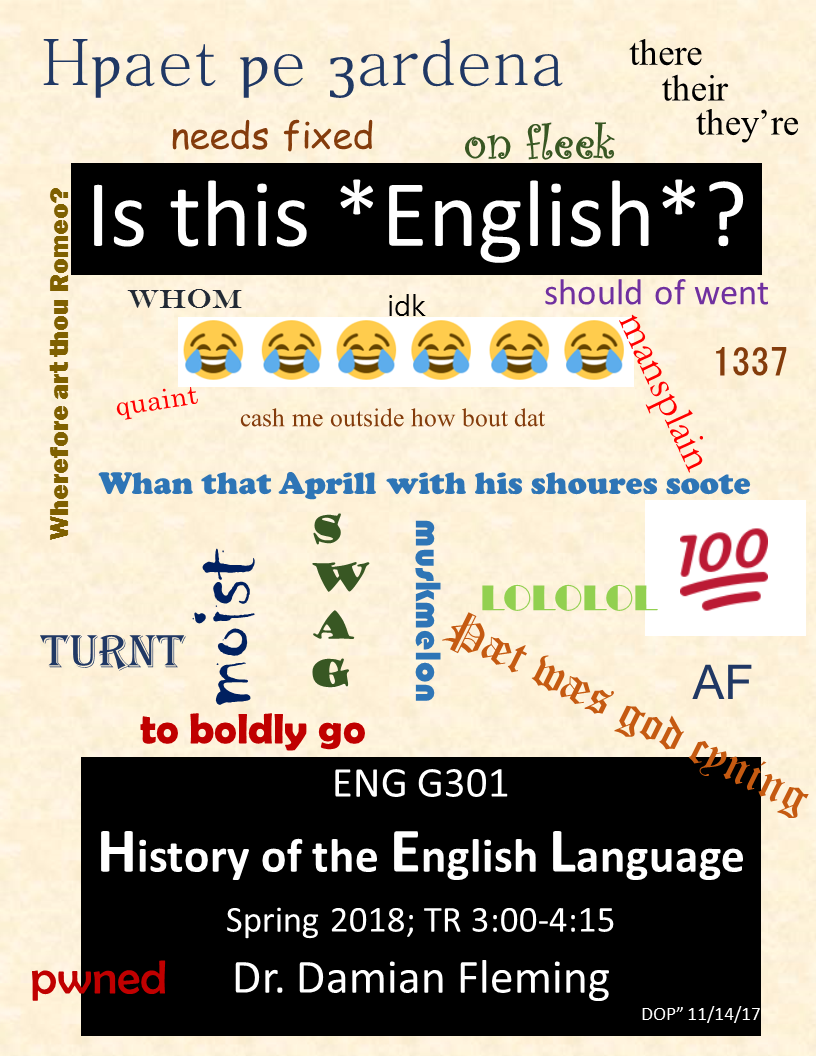 Hpaet pe ȝardena
there
their
they’re
needs fixed
on fleek
Is this *English*?
Wherefore art thou Romeo?
WHOM
idk
should of went
😂 😂 😂 😂 😂 😂
mansplain
1337
quaint
cash me outside how bout dat
Whan that Aprill with his shoures soote
💯
moist
SWAG
muskmelon
LOLOLOL
TURNT
Þæt wæs god cyning
AF
to boldly go
ENG G301
History of the English Language
Spring 2018; TR 3:00-4:15
pwned
Dr. Damian Fleming
DOP” 11/14/17